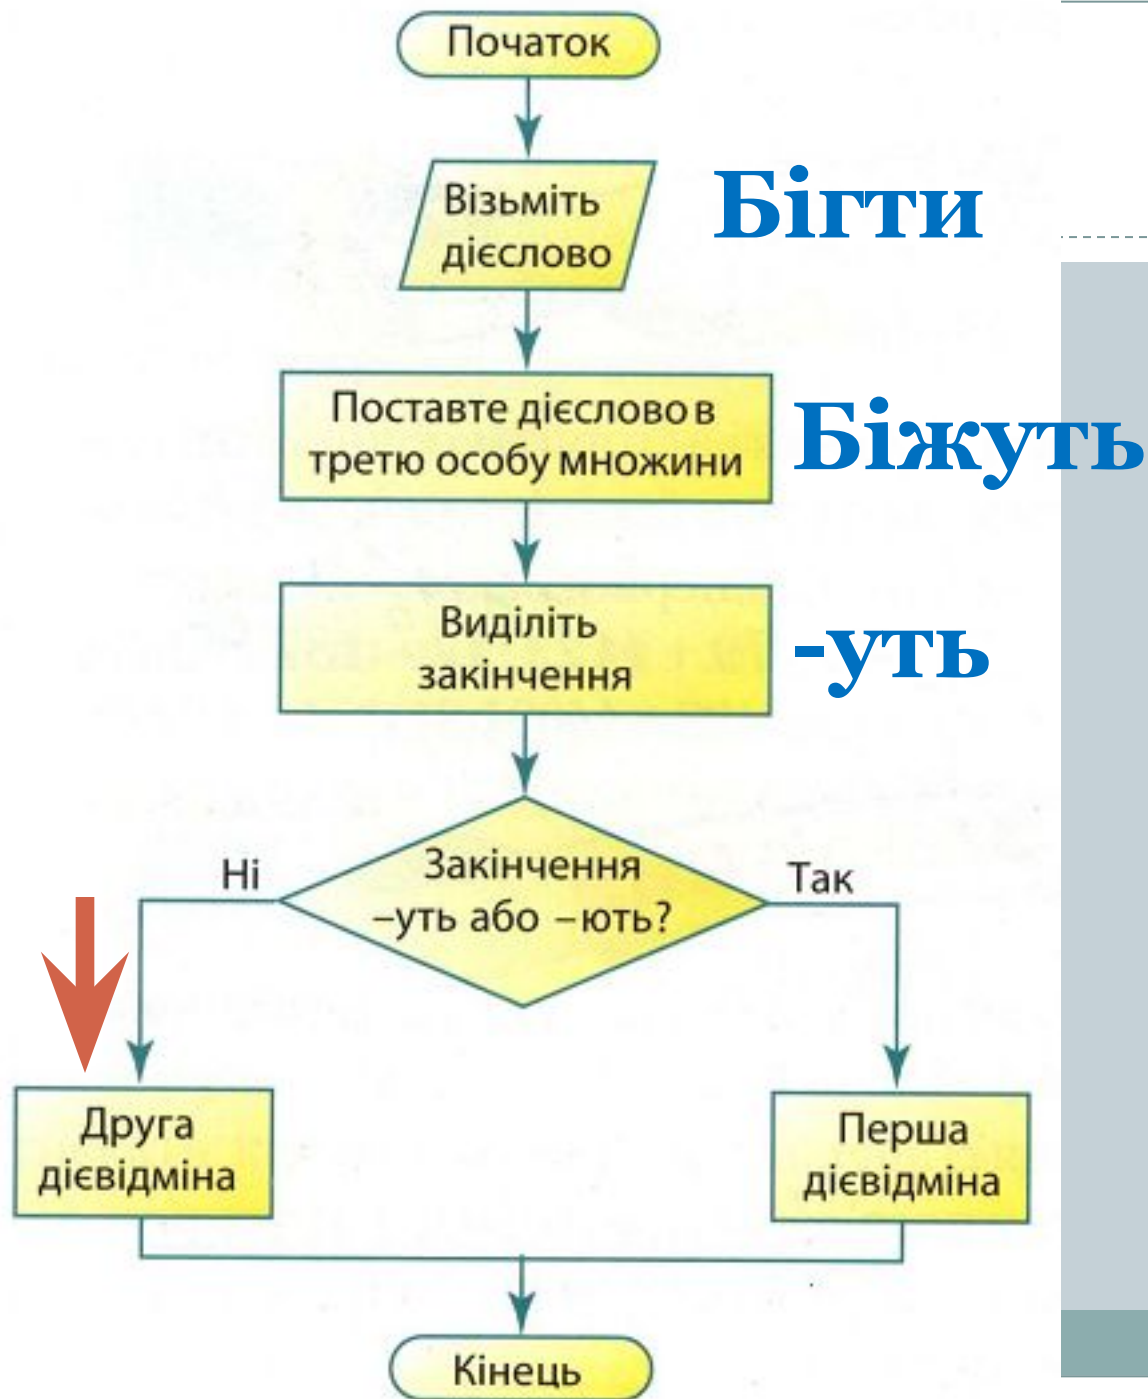 Початок
Візьміть
дієслово
Бігти
Поставте дієслово в
третю особу множини
Біжуть
Виділіть
закінчення
-уть
Закінчення
–уть або –ють?
Ні
Так
Друга
дієвідміна
Перша
дієвідміна
Кінець